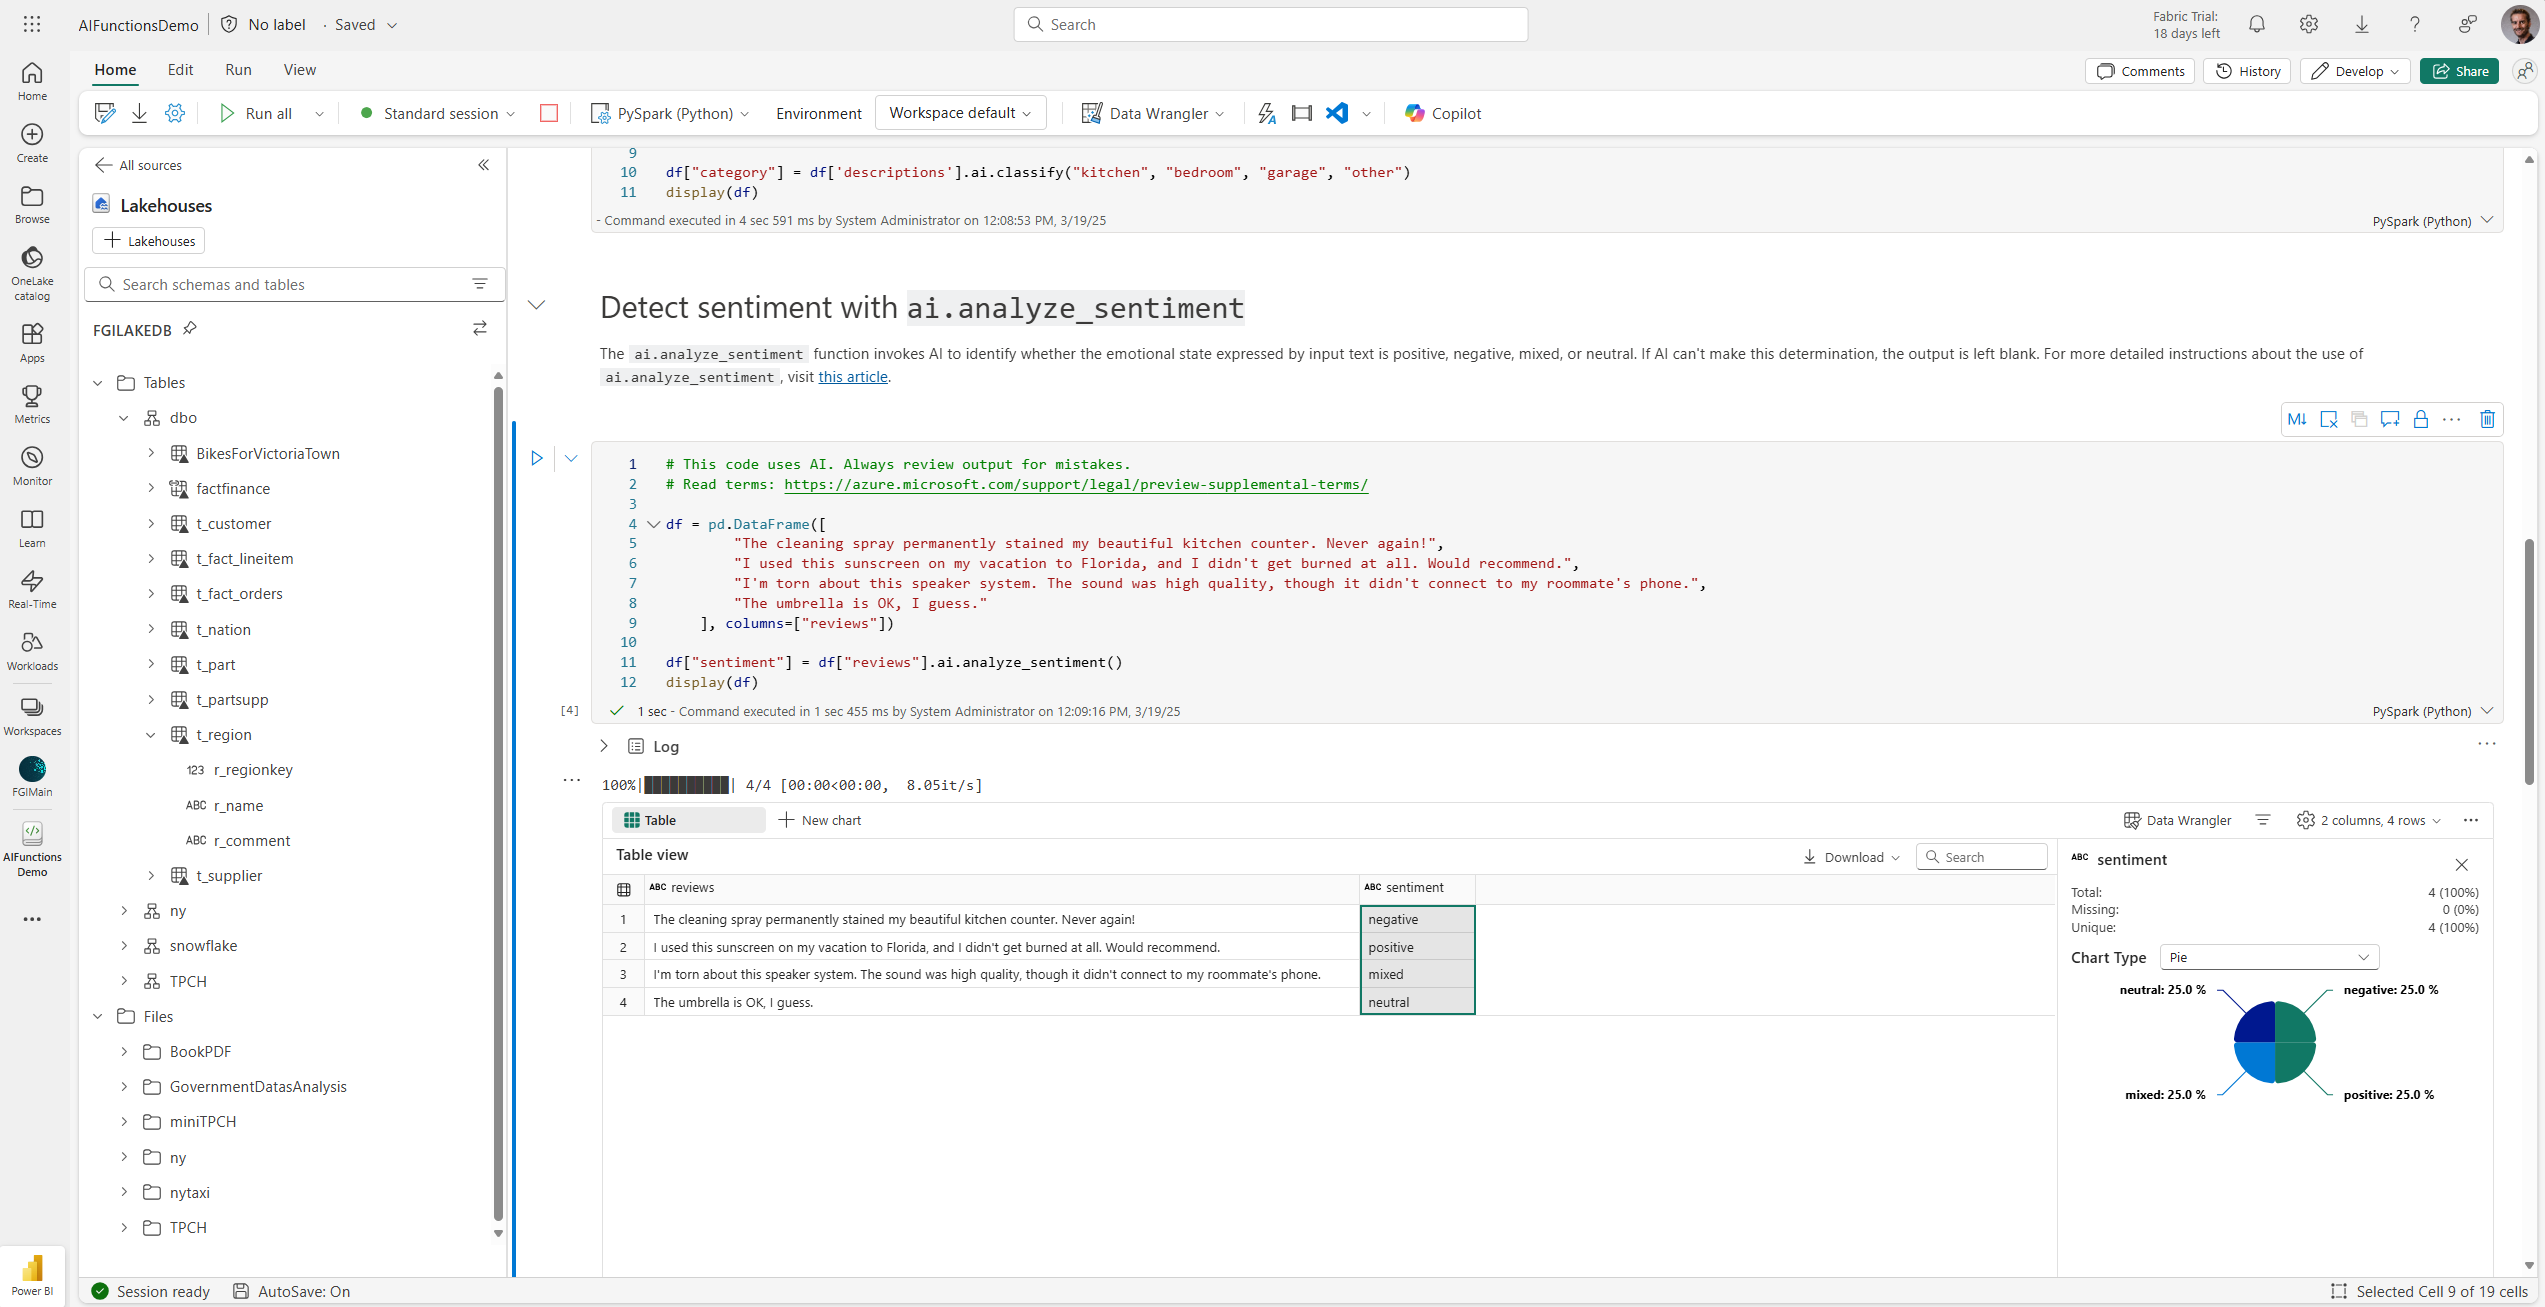 AIFunctionsDemo
No label
· Saved
Search
Fabric Trial:
18 days left
Home
Edit
Run
View
Comments
History
Develop
Share
Run all
Standard session
PySpark (Python)
Environment
Workspace default
Data Wrangler
Copilot
Home
Create
Browse
OneLake
catalog
Apps
Metrics
Monitor
Learn
Real-Time
Workloads
Workspaces
FGIMain
AIFunctions
Demo
Power BI
All sources
Lakehouses
Lakehouses
Search schemas and tables
FGILAKEDB
Tables
dbo
BikesForVictoriaTown
factfinance
t_customer
t_fact_lineitem
t_fact_orders
t_nation
t_part
t_partsupp
t_region
123 r_regionkey
ABC r_name
ABC r_comment
t_supplier
ny
snowflake
TPCH
Files
BookPDF
GovernmentDatasAnalysis
miniTPCH
ny
nytaxi
TPCH
9
10 df["category"] = df['descriptions'].ai.classify("kitchen", "bedroom", "garage", "other")
11 display(df)
- Command executed in 4 sec 591 ms by System Administrator on 12:08:53 PM, 3/19/25
PySpark (Python)
Detect sentiment with ai.analyze_sentiment
The ai.analyze_sentiment function invokes AI to identify whether the emotional state expressed by input text is positive, negative, mixed, or neutral. If AI can't make this determination, the output is left blank. For more detailed instructions about the use of
ai.analyze_sentiment, visit this article.
M↓
1 # This code uses AI. Always review output for mistakes.
2 # Read terms: https://azure.microsoft.com/support/legal/preview-supplemental-terms/
3
4 df = pd.DataFrame([
5 "The cleaning spray permanently stained my beautiful kitchen counter. Never again!",
6 "I used this sunscreen on my vacation to Florida, and I didn't get burned at all. Would recommend.",
7 "I'm torn about this speaker system. The sound was high quality, though it didn't connect to my roommate's phone.",
8 "The umbrella is OK, I guess."
9 ], columns=["reviews"])
10
11 df["sentiment"] = df["reviews"].ai.analyze_sentiment()
12 display(df)
[4]
1 sec - Command executed in 1 sec 455 ms by System Administrator on 12:09:16 PM, 3/19/25
PySpark (Python)
Log
100%|██████████| 4/4 [00:00<00:00, 8.05it/s]
Table
New chart
Data Wrangler
2 columns, 4 rows
Table view
Download
Search
ABC reviews
ABC sentiment
1 The cleaning spray permanently stained my beautiful kitchen counter. Never again! negative
2 I used this sunscreen on my vacation to Florida, and I didn't get burned at all. Would recommend. positive
3 I'm torn about this speaker system. The sound was high quality, though it didn't connect to my roommate's phone. mixed
4 The umbrella is OK, I guess. neutral
ABC sentiment
Total: 4 (100%)
Missing: 0 (0%)
Unique: 4 (100%)
Chart Type
Pie
neutral: 25.0 %
negative: 25.0 %
mixed: 25.0 %
positive: 25.0 %
Session ready
AutoSave: On
Selected Cell 9 of 19 cells